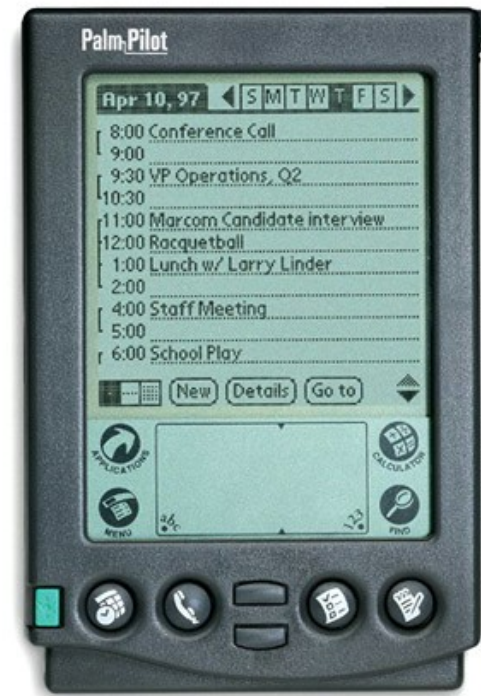 PalmPilot
Apr 10, 97 S M T W T F S
8:00 Conference Call
9:00
9:30 VP Operations, Q2
10:30
11:00 Marcom Candidate interview
12:00 Racquetball
1:00 Lunch w/ Larry Linder
2:00
4:00 Staff Meeting
5:00
6:00 School Play
New Details Go to
APPLICATIONS
CALCULATOR
MENU
abc
123
FIND